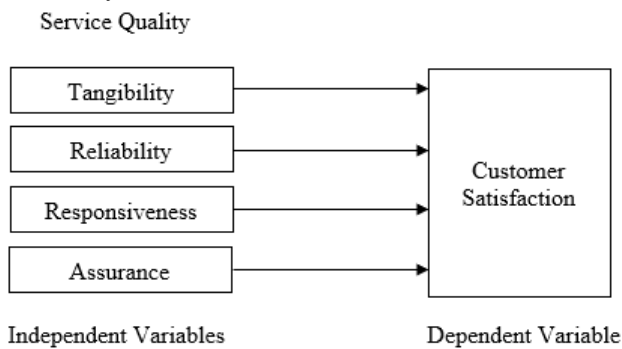 Service Quality
Tangibility
Reliability
Responsiveness
Assurance
Customer
Satisfaction
Independent Variables
Dependent Variable